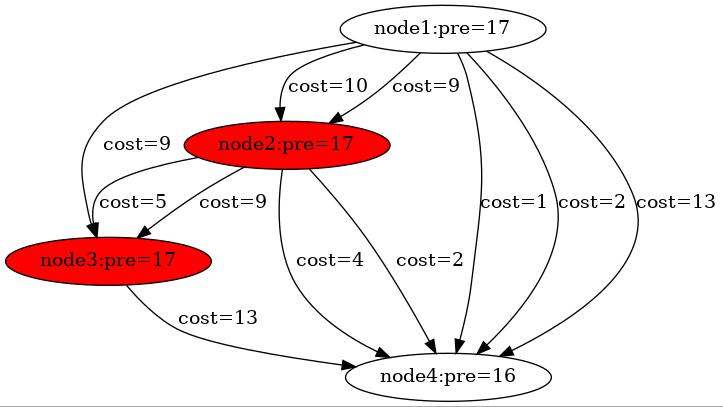 node1:pre=17
cost=10
cost=9
cost=9
node2:pre=17
cost=5
cost=9
cost=1
cost=2
cost=13
node3:pre=17
cost=4
cost=2
cost=13
node4:pre=16